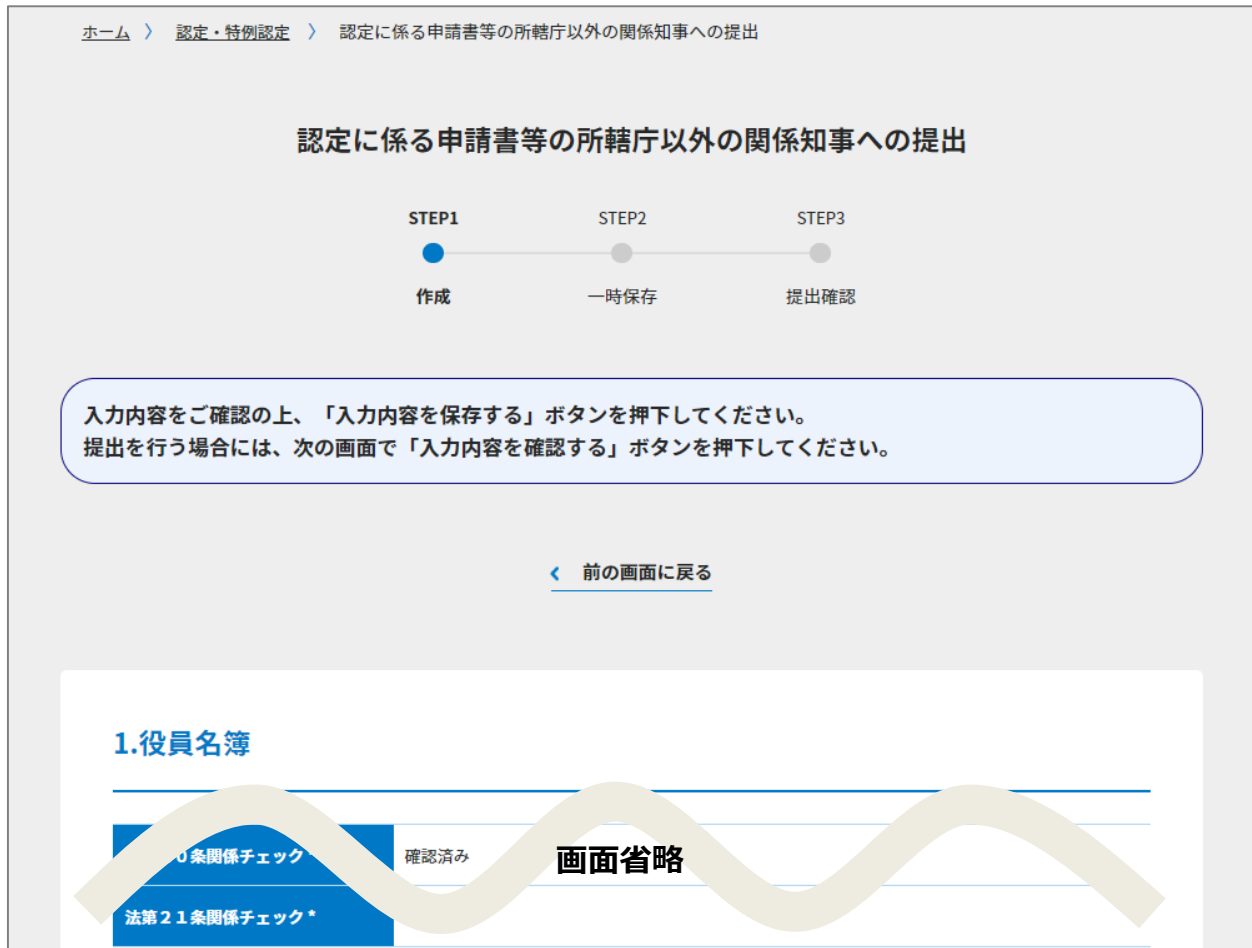 ホーム 〉 認定・特例認定 〉 認定に係る申請書等の所轄庁以外の関係知事への提出
認定に係る申請書等の所轄庁以外の関係知事への提出
STEP1 STEP2 STEP3
作成 一時保存 提出確認
入力内容をご確認の上、「入力内容を保存する」ボタンを押下してください。
提出を行う場合には、次の画面で「入力内容を確認する」ボタンを押下してください。
前の画面に戻る
1.役員名簿
０条関係チェック 確認済み 画面省略
法第２１条関係チェック *